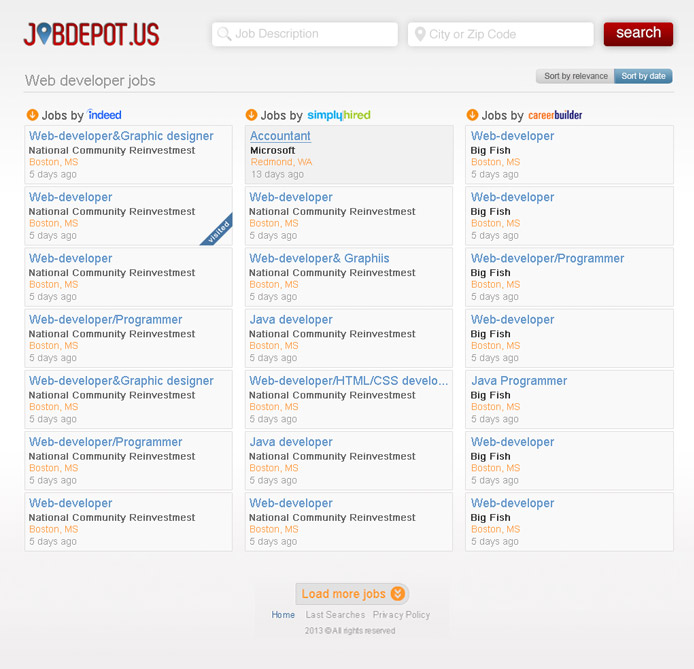 JOBDEPOT.US
Job Description
City or Zip Code
search
Web developer jobs
Sort by relevance
Sort by date
Jobs by indeed
Web-developer&Graphic designer
National Community Reinvestmest
Boston, MS
5 days ago
Web-developer
National Community Reinvestmest
Boston, MS
5 days ago
visited
Web-developer
National Community Reinvestmest
Boston, MS
5 days ago
Web-developer/Programmer
National Community Reinvestmest
Boston, MS
5 days ago
Web-developer&Graphic designer
National Community Reinvestmest
Boston, MS
5 days ago
Web-developer/Programmer
National Community Reinvestmest
Boston, MS
5 days ago
Web-developer
National Community Reinvestmest
Boston, MS
5 days ago
Jobs by simplyhired
Accountant
Microsoft
Redmond, WA
13 days ago
Web-developer
National Community Reinvestmest
Boston, MS
5 days ago
Web-developer& Graphiis
National Community Reinvestmest
Boston, MS
5 days ago
Java developer
National Community Reinvestmest
Boston, MS
5 days ago
Web-developer/HTML/CSS develo...
National Community Reinvestmest
Boston, MS
5 days ago
Java developer
National Community Reinvestmest
Boston, MS
5 days ago
Web-developer
National Community Reinvestmest
Boston, MS
5 days ago
Jobs by careerbuilder
Web-developer
Big Fish
Boston, MS
5 days ago
Web-developer
Big Fish
Boston, MS
5 days ago
Web-developer/Programmer
Big Fish
Boston, MS
5 days ago
Web-developer
Big Fish
Boston, MS
5 days ago
Java Programmer
Big Fish
Boston, MS
5 days ago
Web-developer
Big Fish
Boston, MS
5 days ago
Web-developer
Big Fish
Boston, MS
5 days ago
Load more jobs
Home Last Searches Privacy Policy
2013 © All rights reserved